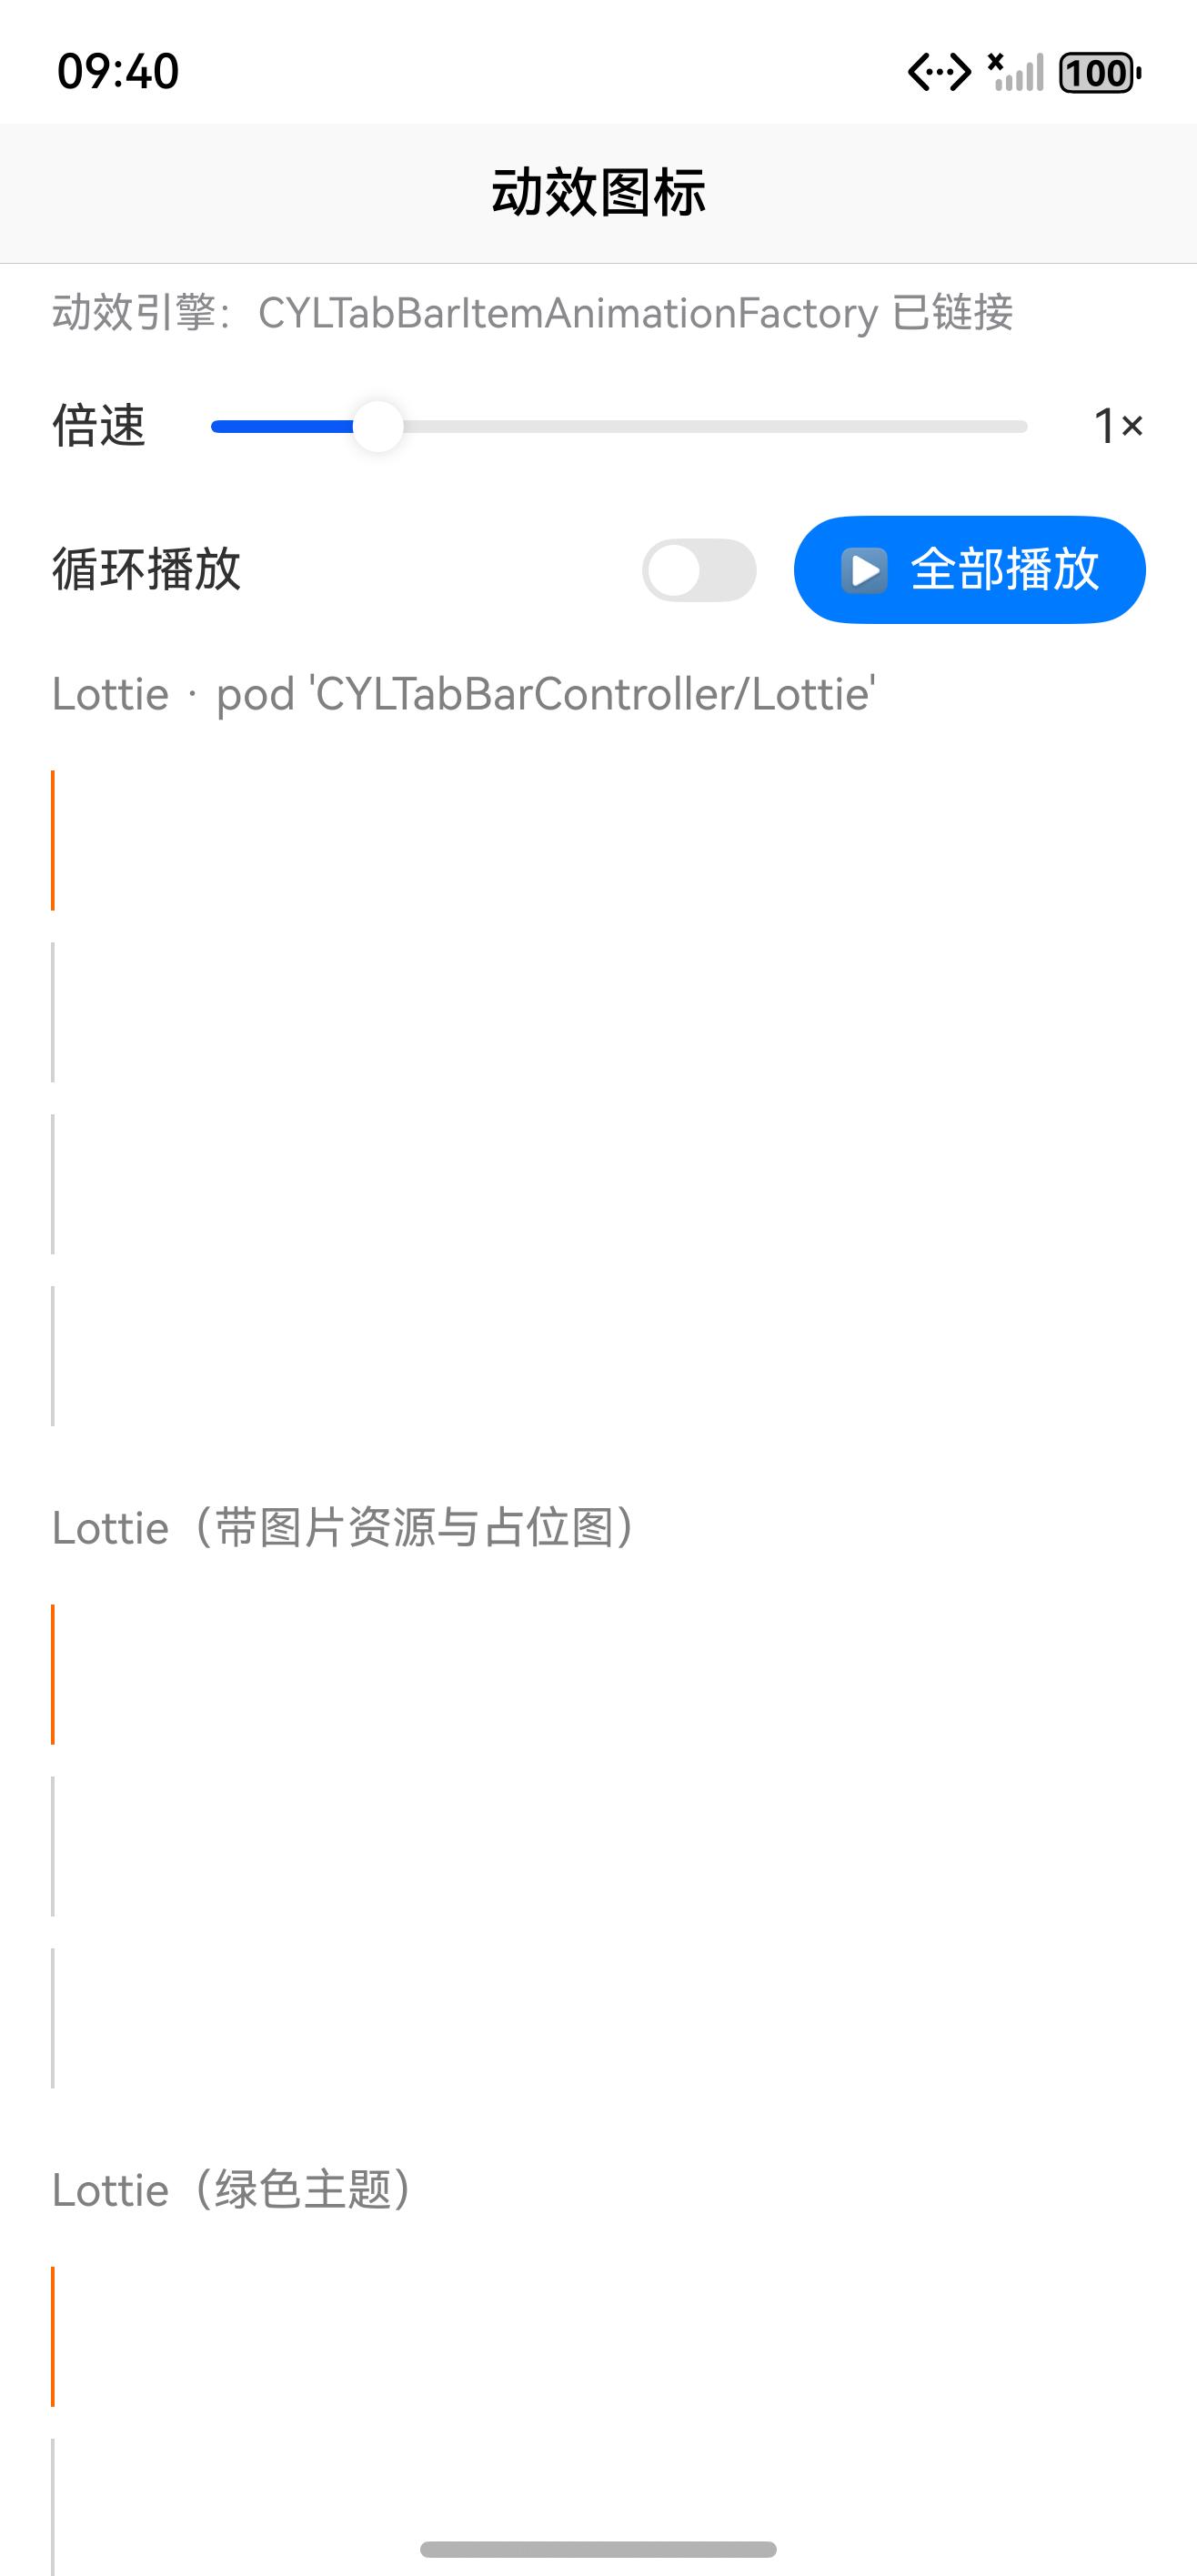 09:40
100
动效图标
动效引擎：CYLTabBarItemAnimationFactory 已链接
倍速 1×
循环播放 全部播放
Lottie · pod 'CYLTabBarController/Lottie'
Lottie（带图片资源与占位图）
Lottie（绿色主题）